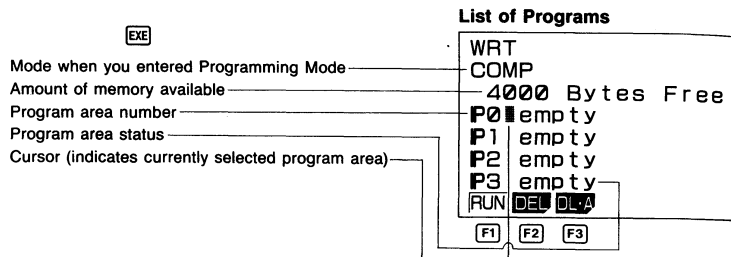 List of Programs
EXE
WRT
Mode when you entered Programming Mode
COMP
Amount of memory available
4000 Bytes Free
Program area number
P0 empty
Program area status
P1 empty
Cursor (indicates currently selected program area)
P2 empty
P3 empty
RUN DEL DL·A
F1 F2 F3